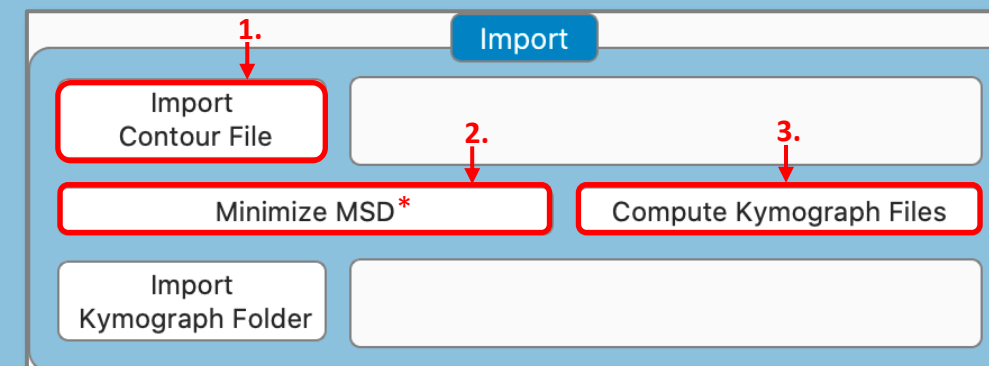 1.
Import
Import
Contour File
2.
3.
Minimize MSD*
Compute Kymograph Files
Import
Kymograph Folder